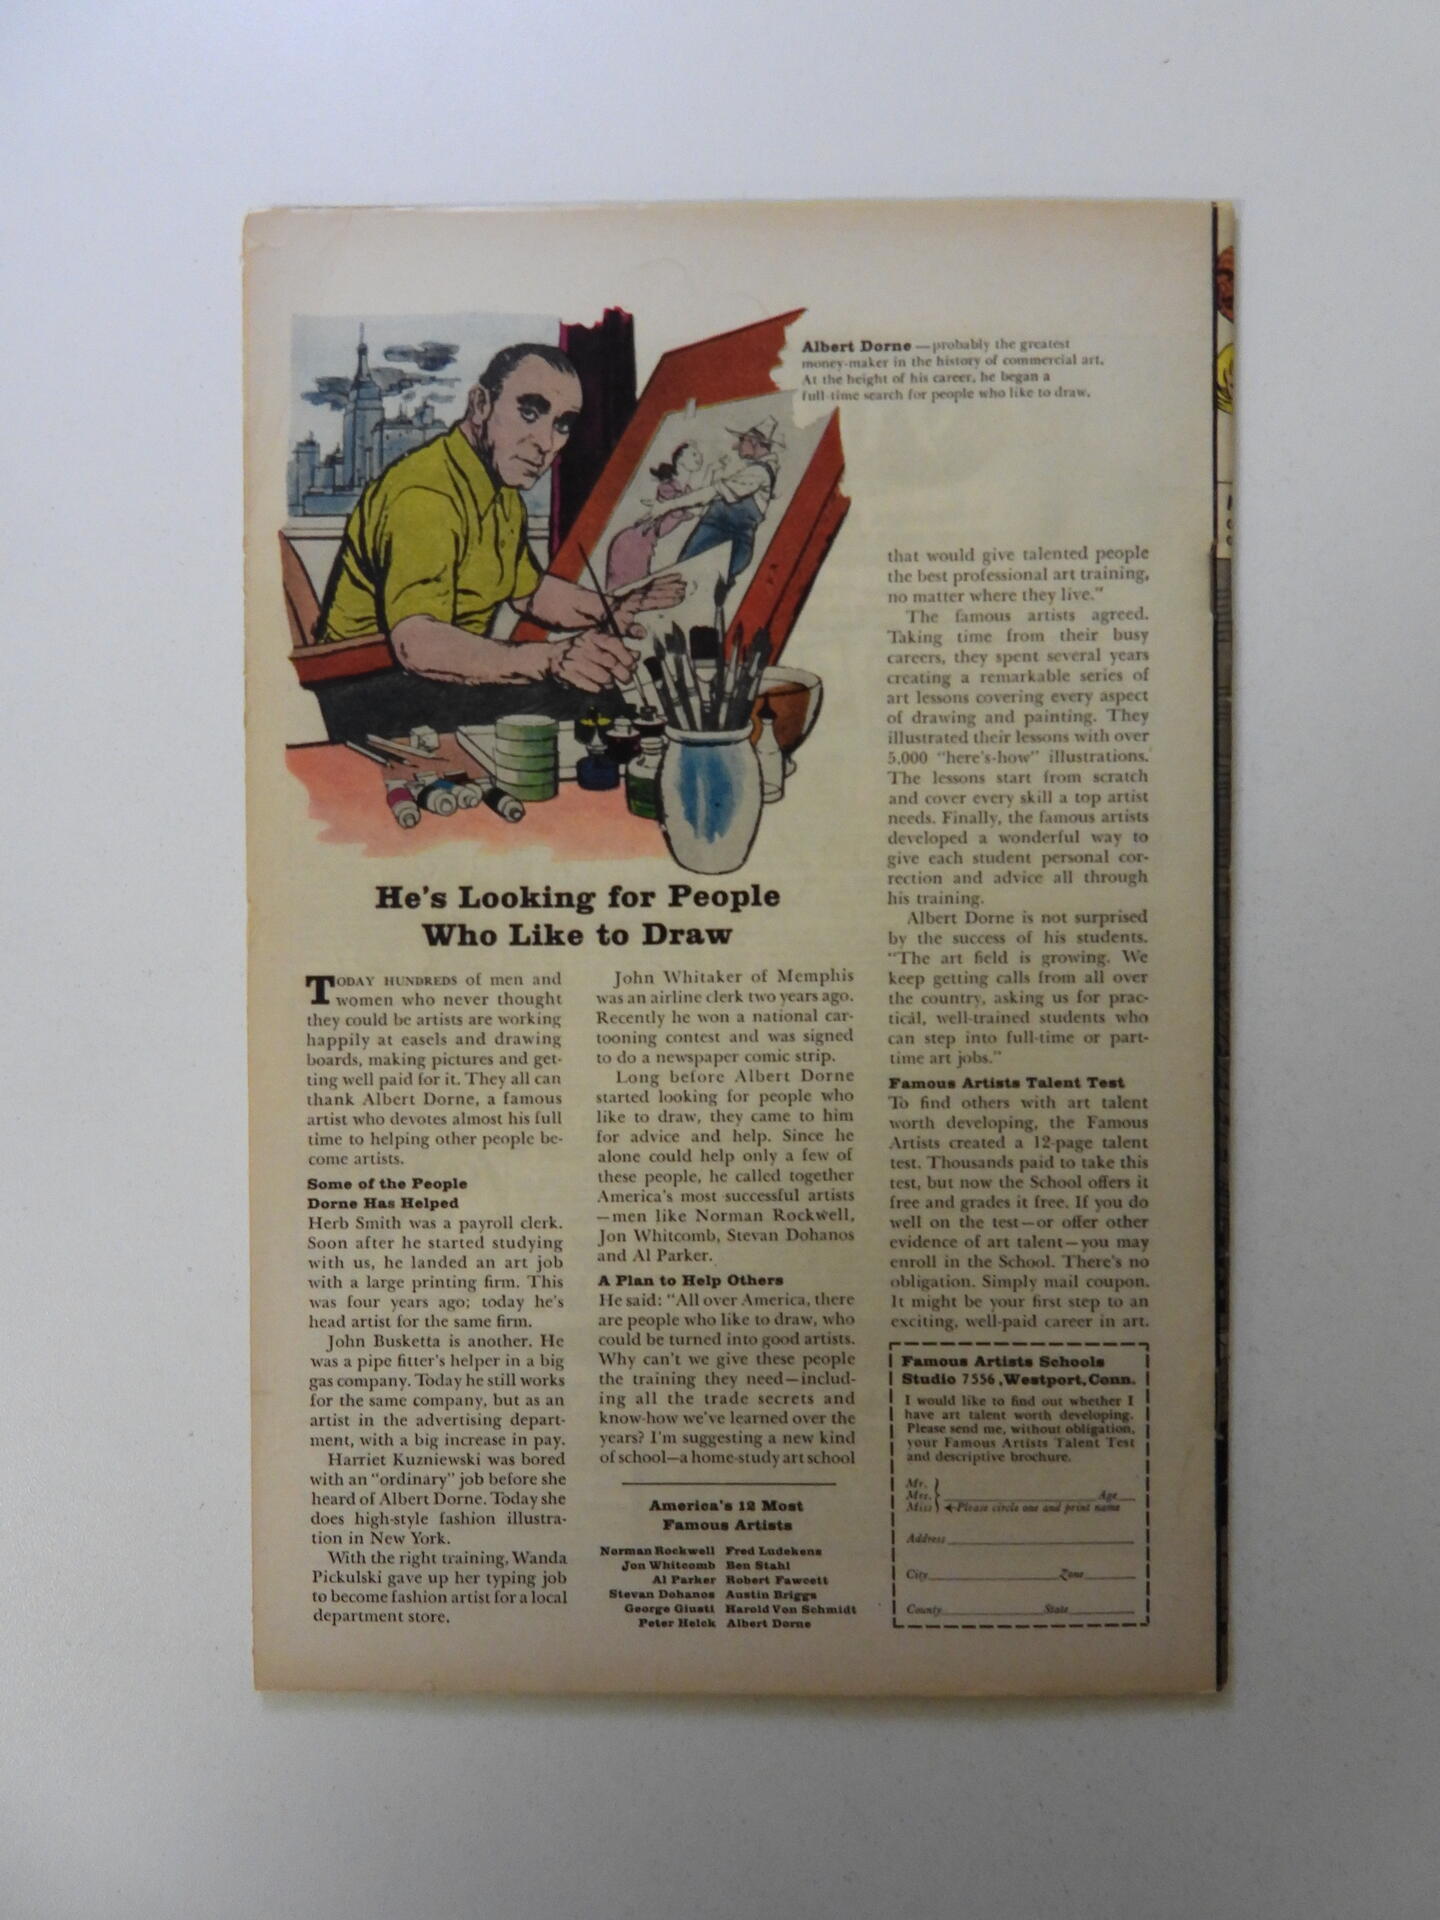 Albert Dorne — probably the greatest
money-maker in the history of commercial art.
At the height of his career, he began a
full-time search for people who like to draw.
He's Looking for People
Who Like to Draw
TODAY HUNDREDS of men and
women who never thought
they could be artists are working
happily at easels and drawing
boards, making pictures and get-
ting well paid for it. They all can
thank Albert Dorne, a famous
artist who devotes almost his full
time to helping other people be-
come artists.
Some of the People
Dorne Has Helped
Herb Smith was a payroll clerk.
Soon after he started studying
with us, he landed an art job
with a large printing firm. This
was four years ago; today he's
head artist for the same firm.
John Busketta is another. He
was a pipe fitter's helper in a big
gas company. Today he still works
for the same company, but as an
artist in the advertising depart-
ment, with a big increase in pay.
Harriet Kuzniewski was bored
with an "ordinary" job before she
heard of Albert Dorne. Today she
does high-style fashion illustra-
tion in New York.
With the right training, Wanda
Pickulski gave up her typing job
to become fashion artist for a local
department store.
John Whitaker of Memphis
was an airline clerk two years ago.
Recently he won a national car-
tooning contest and was signed
to do a newspaper comic strip.
Long before Albert Dorne
started looking for people who
like to draw, they came to him
for advice and help. Since he
alone could help only a few of
these people, he called together
America's most successful artists
—men like Norman Rockwell,
Jon Whitcomb, Stevan Dohanos
and Al Parker.
A Plan to Help Others
He said: "All over America, there
are people who like to draw, who
could be turned into good artists.
Why can't we give these people
the training they need—includ-
ing all the trade secrets and
know-how we've learned over the
years? I'm suggesting a new kind
of school—a home-study art school
America's 12 Most
Famous Artists
Norman Rockwell Fred Ludekens
Jon Whitcomb Ben Stahl
Al Parker Robert Fawcett
Stevan Dohanos Austin Briggs
George Giusti Harold Von Schmidt
Peter Helck Albert Dorne
that would give talented people
the best professional art training,
no matter where they live."
The famous artists agreed.
Taking time from their busy
careers, they spent several years
creating a remarkable series of
art lessons covering every aspect
of drawing and painting. They
illustrated their lessons with over
5,000 "here's-how" illustrations.
The lessons start from scratch
and cover every skill a top artist
needs. Finally, the famous artists
developed a wonderful way to
give each student personal cor-
rection and advice all through
his training.
Albert Dorne is not surprised
by the success of his students.
"The art field is growing. We
keep getting calls from all over
the country, asking us for prac-
tical, well-trained students who
can step into full-time or part-
time art jobs."
Famous Artists Talent Test
To find others with art talent
worth developing, the Famous
Artists created a 12-page talent
test. Thousands paid to take this
test, but now the School offers it
free and grades it free. If you do
well on the test—or offer other
evidence of art talent—you may
enroll in the School. There's no
obligation. Simply mail coupon.
It might be your first step to an
exciting, well-paid career in art.
Famous Artists Schools
Studio 7556, Westport, Conn.
I would like to find out whether I
have art talent worth developing.
Please send me, without obligation,
your Famous Artists Talent Test
and descriptive brochure.
Mr.
Mrs. Age
Miss Please circle one and print name
Address
City Zone
County State